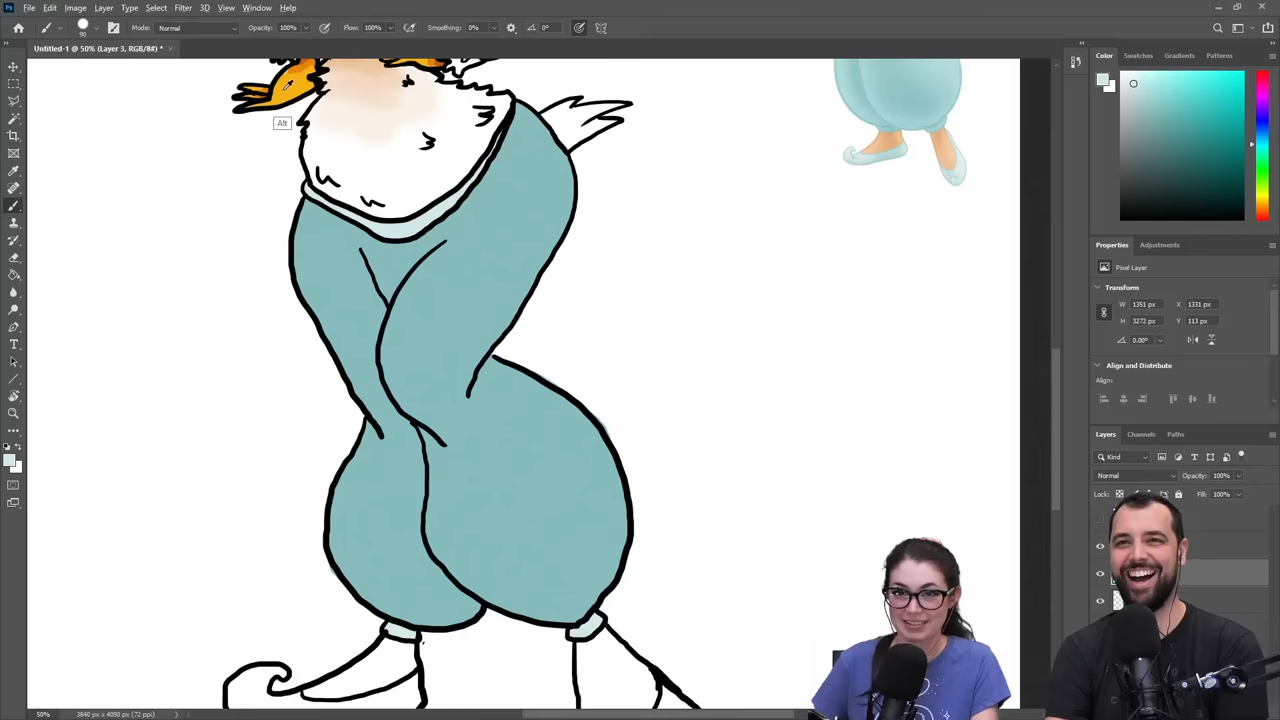 Ps File Edit Image Layer Type Select Filter 3D View Window Help
90 Mode: Normal Opacity: 100% Flow: 100% Smoothing: 0% 0°
Untitled-1 @ 50% (Layer 3, RGB/8#) * ×
Alt
Color Swatches Gradients Patterns
Properties Adjustments
Pixel Layer
Transform
W 1351 px X 1331 px
H 3272 px Y 113 px
0.00°
Align and Distribute
Align:
Layers Channels Paths
Kind
Normal Opacity: 100%
Lock: Fill: 100%
50% 3840 px x 4090 px (72 ppi)